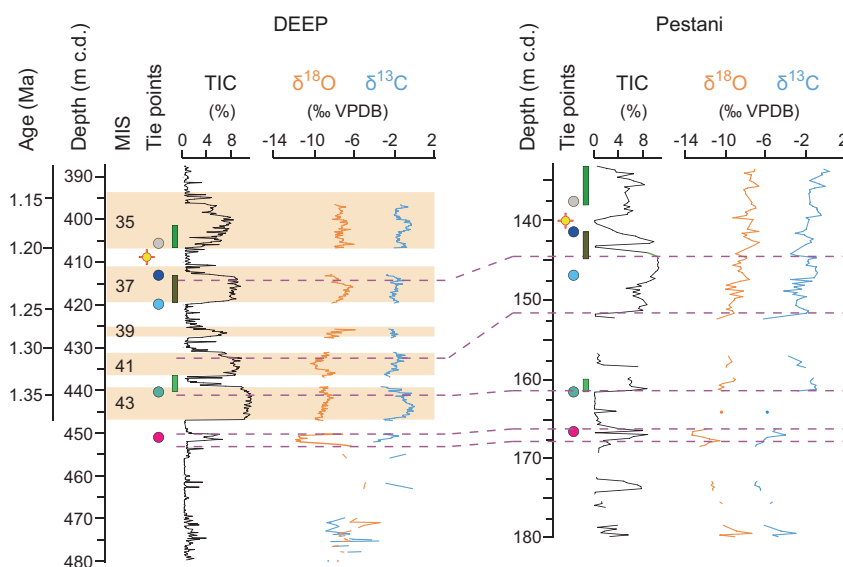 DEEP
Pestani
Age (Ma)
Depth (m c.d.)
MIS
Tie points
TIC
(%)
δ18O
δ13C
(‰ VPDB)
0 4 8
-14 -10 -6 -2 2
Depth (m c.d.)
Tie points
TIC
(%)
δ18O
δ13C
(‰ VPDB)
0 4 8
-14 -10 -6 -2 2
1.15
1.20
1.25
1.30
1.35
390
400
410
420
430
440
450
460
470
480
35
37
39
41
43
140
150
160
170
180